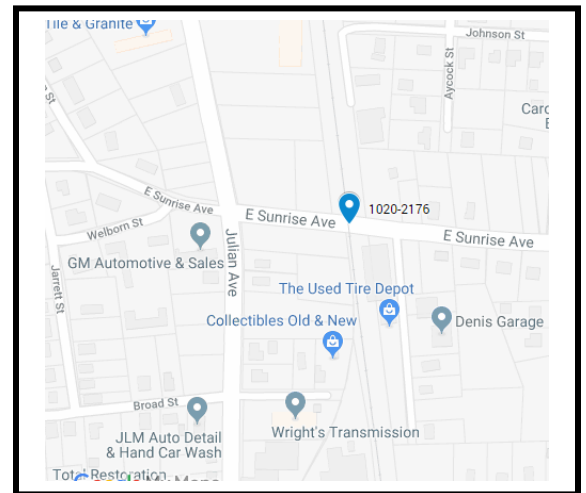 Tile & Granite
Johnson St
Aycock St
Caro
E Sunrise Ave
1020-2176
E Sunrise Ave
E Sunrise Ave
Welborn St
GM Automotive & Sales
Julian Ave
Jarrett St
The Used Tire Depot
Collectibles Old & New
Denis Garage
Broad St
JLM Auto Detail
& Hand Car Wash
Wright's Transmission
Total Restoration